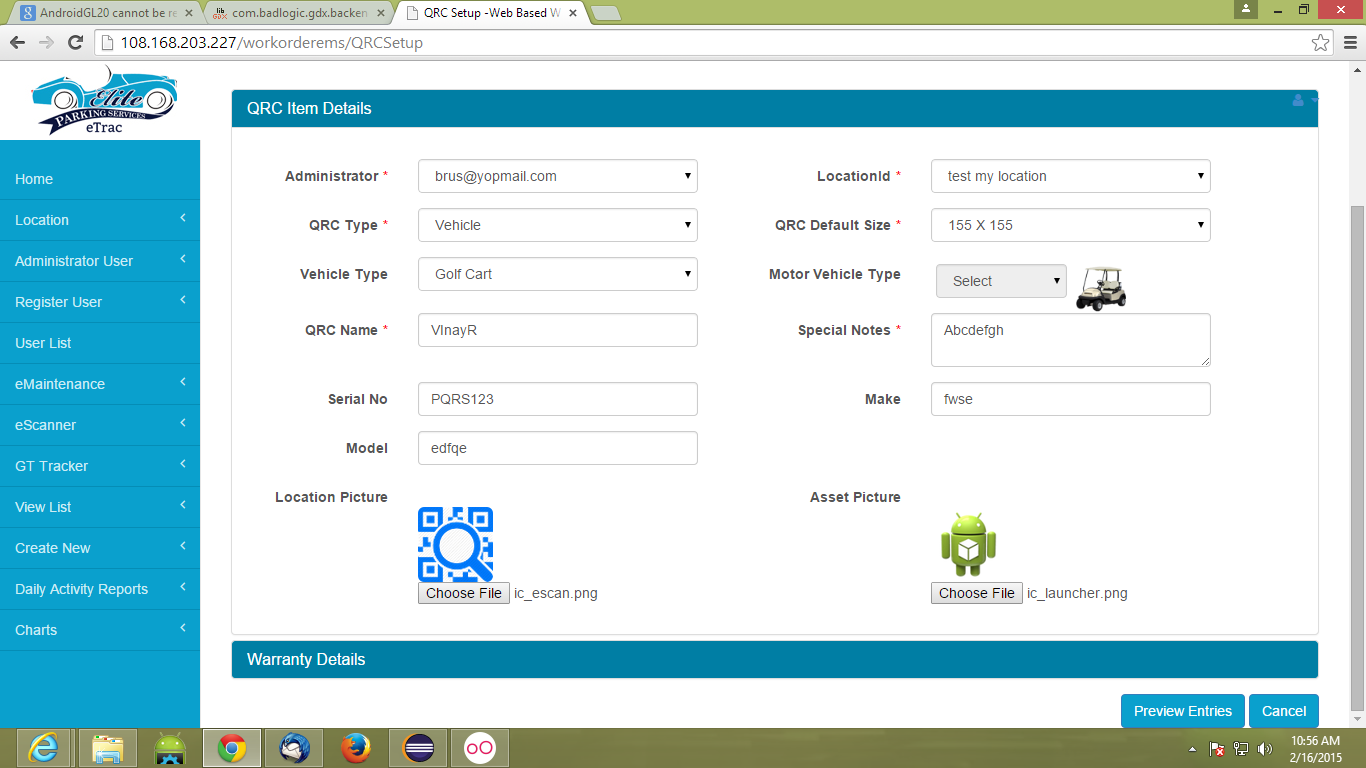 AndroidGL20 cannot be re
com.badlogic.gdx.backen
QRC Setup -Web Based W
108.168.203.227/workorderems/QRCSetup
Elite
PARKING SERVICES
eTrac
Home
Location
Administrator User
Register User
User List
eMaintenance
eScanner
GT Tracker
View List
Create New
Daily Activity Reports
Charts
QRC Item Details
Administrator * brus@yopmail.com LocationId * test my location
QRC Type * Vehicle QRC Default Size * 155 X 155
Vehicle Type Golf Cart Motor Vehicle Type Select
QRC Name * VInayR Special Notes * Abcdefgh
Serial No PQRS123 Make fwse
Model edfqe
Location Picture Asset Picture
Choose File ic_escan.png Choose File ic_launcher.png
Warranty Details
Preview Entries Cancel
10:56 AM
2/16/2015